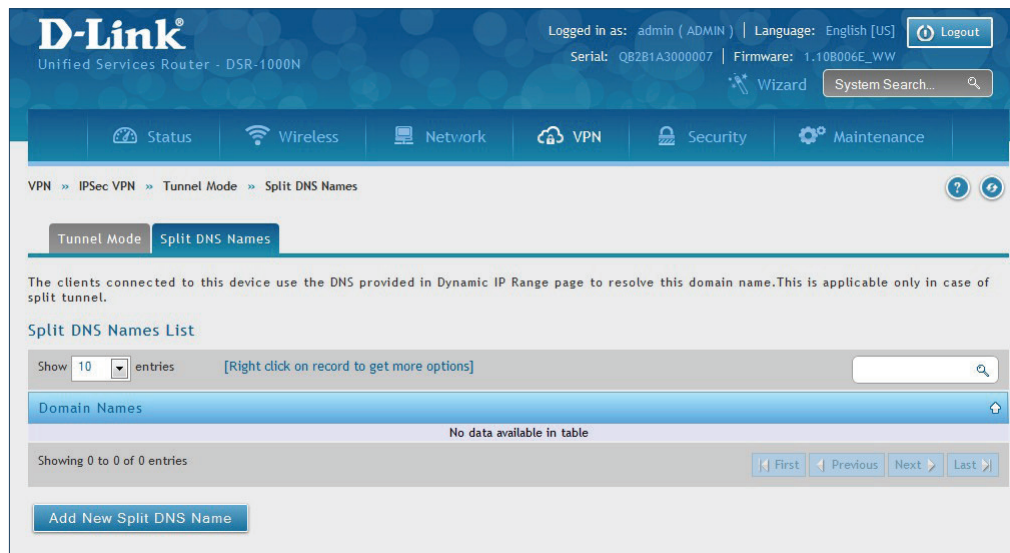 D-Link®
Unified Services Router - DSR-1000N
Logged in as: admin ( ADMIN ) | Language: English [US]
Logout
Serial: QB2B1A3000007 | Firmware: 1.10B006E_WW
Wizard
System Search...
Status
Wireless
Network
VPN
Security
Maintenance
VPN » IPSec VPN » Tunnel Mode » Split DNS Names
?
Tunnel Mode
Split DNS Names
The clients connected to this device use the DNS provided in Dynamic IP Range page to resolve this domain name.This is applicable only in case of
split tunnel.
Split DNS Names List
Show 10 entries
[Right click on record to get more options]
Domain Names
No data available in table
Showing 0 to 0 of 0 entries
First
Previous
Next
Last
Add New Split DNS Name